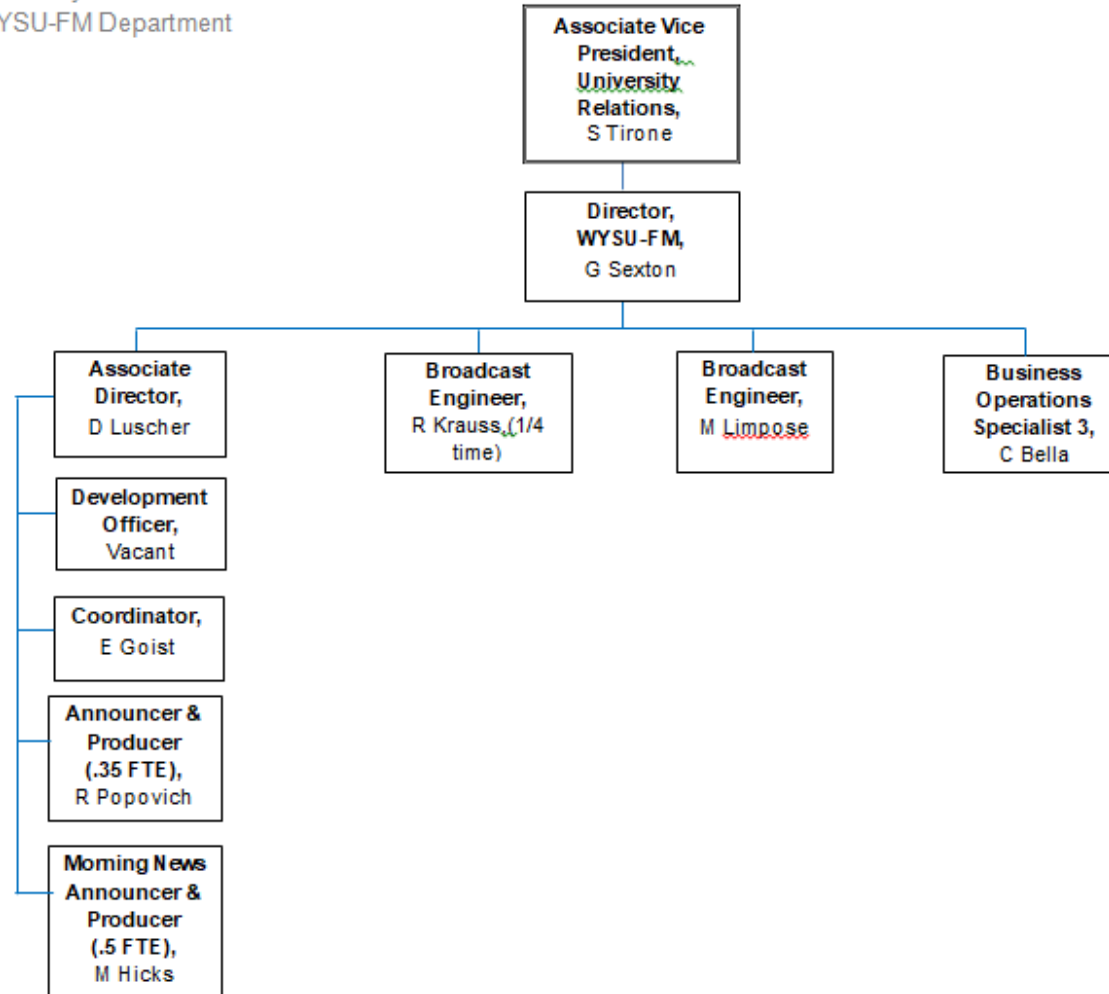 YSU-FM Department
Associate Vice
President,
University
Relations,
S Tirone
Director,
WYSU-FM,
G Sexton
Associate
Director,
D Luscher
Broadcast
Engineer,
R Krauss,(1/4
time)
Broadcast
Engineer,
M Limpose
Business
Operations
Specialist 3,
C Bella
Development
Officer,
Vacant
Coordinator,
E Goist
Announcer &
Producer
(.35 FTE),
R Popovich
Morning News
Announcer &
Producer
(.5 FTE),
M Hicks